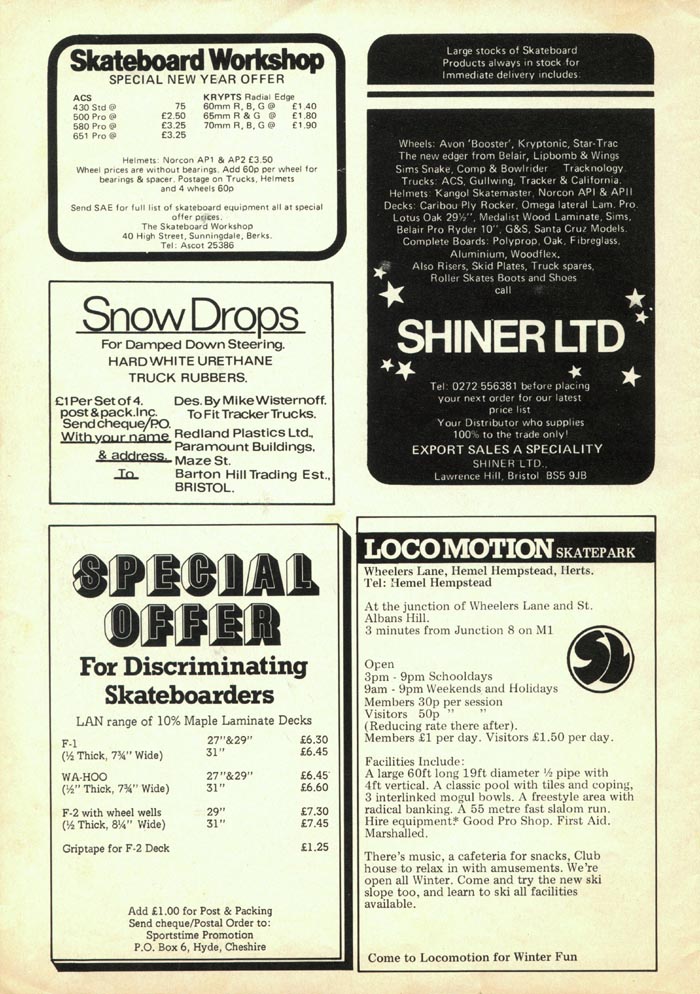 Skateboard Workshop
SPECIAL NEW YEAR OFFER
ACS
430 Std @ 75
500 Pro @ £2.50
580 Pro @ £3.25
651 Pro @ £3.25
KRYPTS Radial Edge
60mm R, B, G @ £1.40
65mm R & G @ £1.80
70mm R, B, G @ £1.90
Helmets: Norcon AP1 & AP2 £3.50
Wheel prices are without bearings. Add 60p per wheel for
bearings & spacer. Postage on Trucks, Helmets
and 4 wheels 60p
Send SAE for full list of skateboard equipment all at special
offer prices.
The Skateboard Workshop
40 High Street, Sunningdale, Berks.
Tel: Ascot 25386
Large stocks of Skateboard
Products always in stock for
Immediate delivery includes:
Wheels: Avon 'Booster', Kryptonic, Star-Trac
The new edger from Belair, Lipbomb & Wings
Sims Snake, Comp & Bowlrider Tracknology.
Trucks: ACS, Gullwing, Tracker & California.
Helmets: Kangol Skatemaster, Norcon API & APII
Decks: Caribou Ply Rocker, Omega lateral Lam. Pro.
Lotus Oak 29½", Medalist Wood Laminate, Sims,
Belair Pro Ryder 10", G&S, Santa Cruz Models.
Complete Boards: Polyprop, Oak, Fibreglass,
Aluminium, Woodflex,
Also Risers, Skid Plates, Truck spares,
Roller Skates Boots and Shoes
call
SHINER LTD
Tel: 0272 556381 before placing
your next order for our latest
price list
Your Distributor who supplies
100% to the trade only!
EXPORT SALES A SPECIALITY
SHINER LTD.,
Lawrence Hill, Bristol BS5 9JB
Snow Drops
For Damped Down Steering.
HARD WHITE URETHANE
TRUCK RUBBERS.
£1 Per Set of 4.
post & pack. Inc.
Send cheque/P.O.
With your name
& address.
To
Des. By Mike Wisternoff.
To Fit Tracker Trucks.
Redland Plastics Ltd.,
Paramount Buildings,
Maze St.
Barton Hill Trading Est.,
BRISTOL.
SPECIAL
OFFER
For Discriminating
Skateboarders
LAN range of 10% Maple Laminate Decks
F-1 27"&29" £6.30
(½ Thick, 7¾" Wide) 31" £6.45
WA-HOO 27"&29" £6.45
(½" Thick, 7¾" Wide) 31" £6.60
F-2 with wheel wells 29" £7.30
(½ Thick, 8¼" Wide) 31" £7.45
Griptape for F-2 Deck £1.25
Add £1.00 for Post & Packing
Send cheque/Postal Order to:
Sportstime Promotion
P.O. Box 6, Hyde, Cheshire
LOCOMOTION SKATEPARK
Wheelers Lane, Hemel Hempstead, Herts.
Tel: Hemel Hempstead
At the junction of Wheelers Lane and St.
Albans Hill.
3 minutes from Junction 8 on M1
Open
3pm - 9pm Schooldays
9am - 9pm Weekends and Holidays
Members 30p per session
Visitors 50p " "
(Reducing rate there after).
Members £1 per day. Visitors £1.50 per day.
Facilities Include:
A large 60ft long 19ft diameter ½ pipe with
4ft vertical. A classic pool with tiles and coping,
3 interlinked mogul bowls. A freestyle area with
radical banking. A 55 metre fast slalom run.
Hire equipment* Good Pro Shop. First Aid.
Marshalled.
There's music, a cafeteria for snacks, Club
house to relax in with amusements. We're
open all Winter. Come and try the new ski
slope too, and learn to ski all facilities
available.
Come to Locomotion for Winter Fun